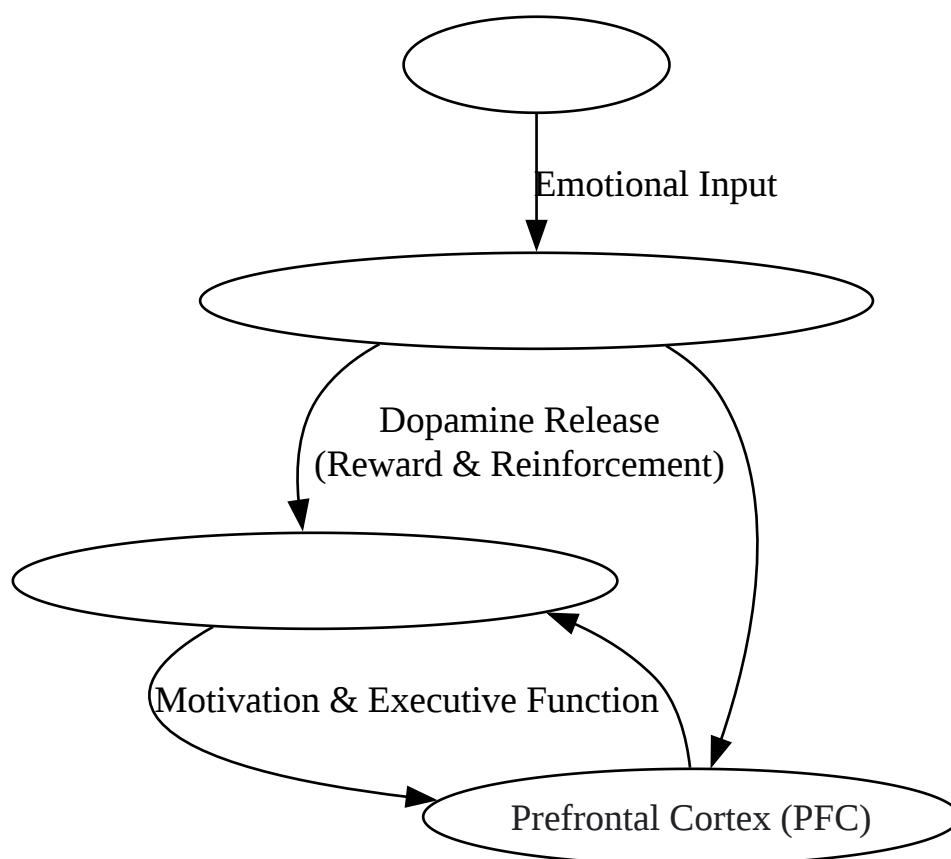 Emotional Input
Dopamine Release
(Reward & Reinforcement)
Motivation & Executive Function
Prefrontal Cortex (PFC)